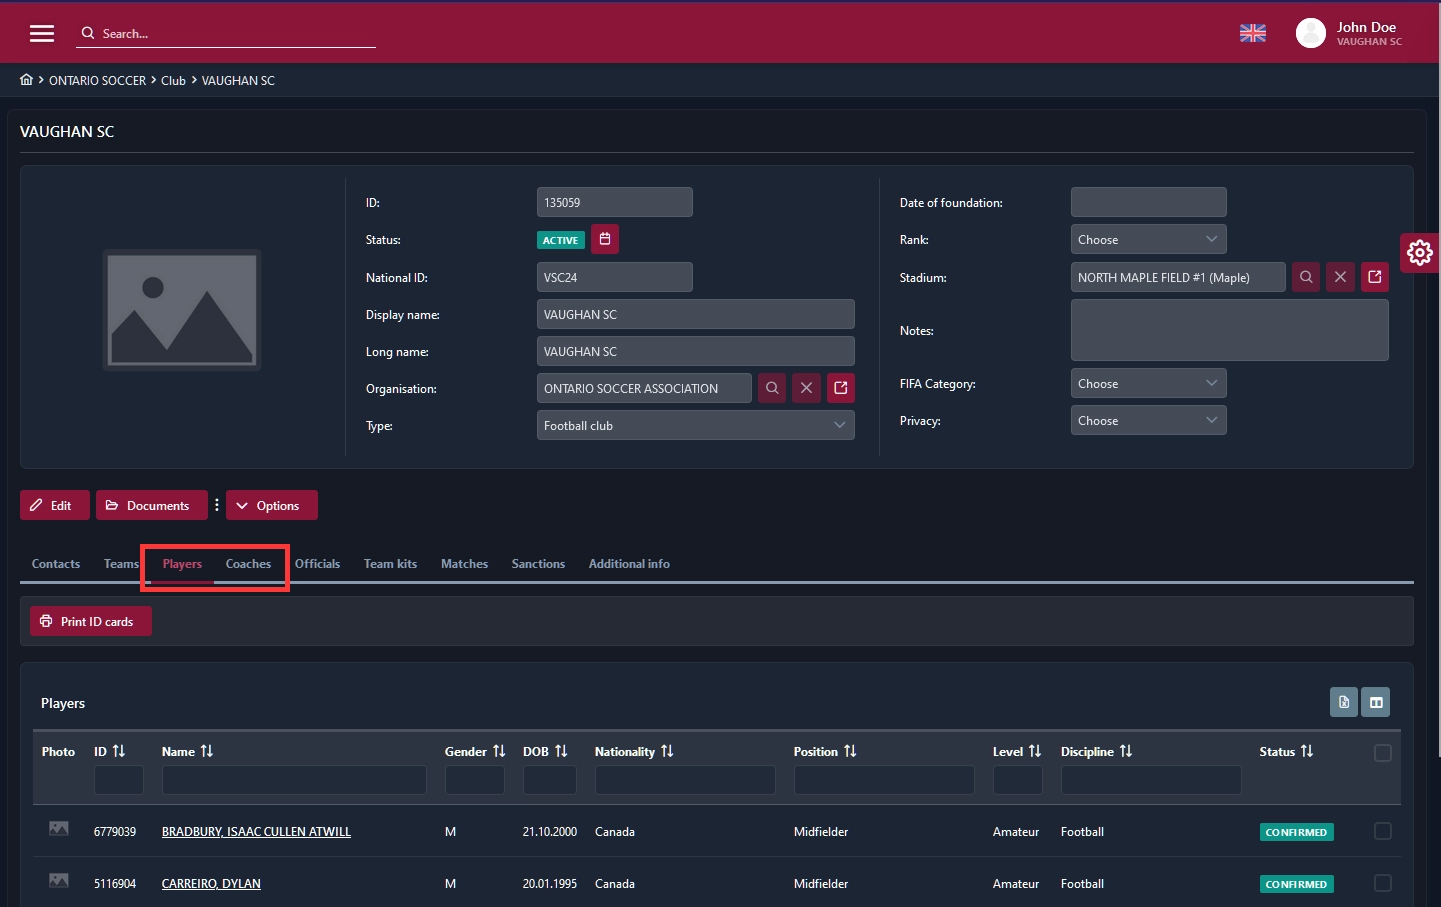 Search...
John Doe
VAUGHAN SC
ONTARIO SOCCER > Club > VAUGHAN SC
VAUGHAN SC
ID: 135059
Status: ACTIVE
National ID: VSC24
Display name: VAUGHAN SC
Long name: VAUGHAN SC
Organisation: ONTARIO SOCCER ASSOCIATION
Type: Football club
Date of foundation:
Rank: Choose
Stadium: NORTH MAPLE FIELD #1 (Maple)
Notes:
FIFA Category: Choose
Privacy: Choose
Edit Documents Options
Contacts Teams Players Coaches Officials Team kits Matches Sanctions Additional info
Print ID cards
Players
Photo ID Name Gender DOB Nationality Position Level Discipline Status
6779039 BRADBURY, ISAAC CULLEN ATWILL M 21.10.2000 Canada Midfielder Amateur Football CONFIRMED
5116904 CARREIRO, DYLAN M 20.01.1995 Canada Midfielder Amateur Football CONFIRMED